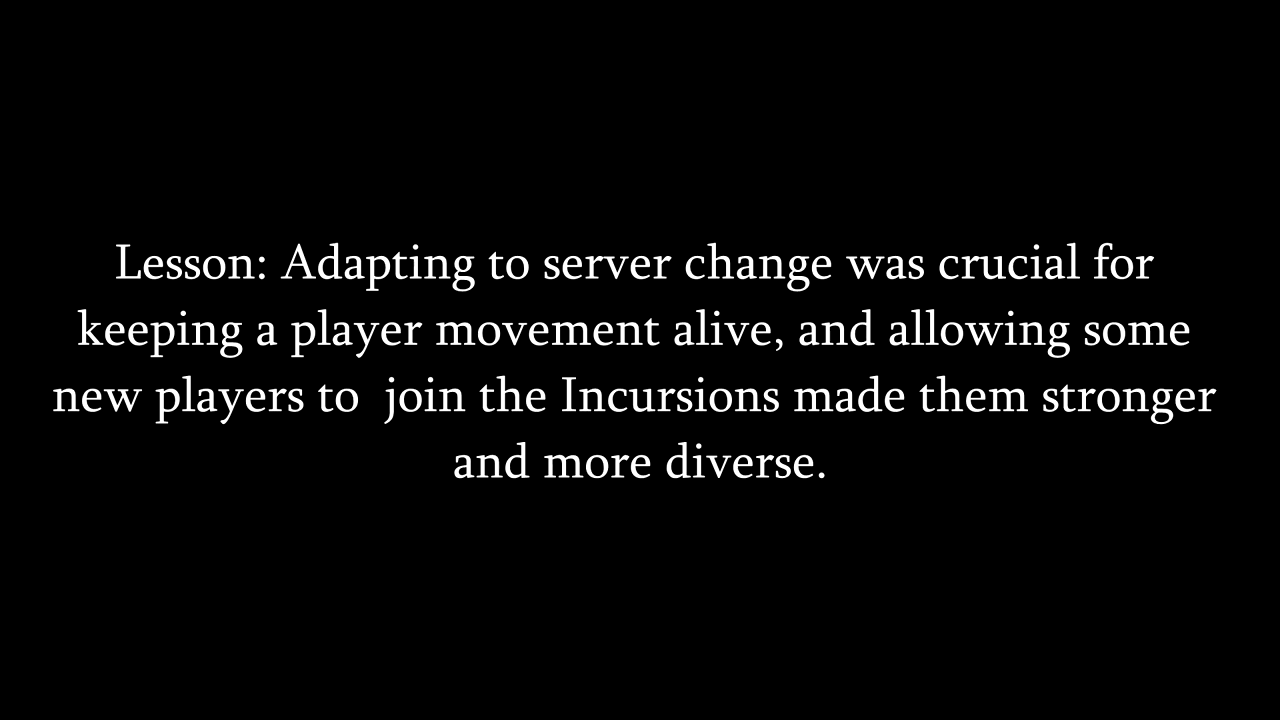 Lesson: Adapting to server change was crucial for
keeping a player movement alive, and allowing some
new players to  join the Incursions made them stronger
and more diverse.